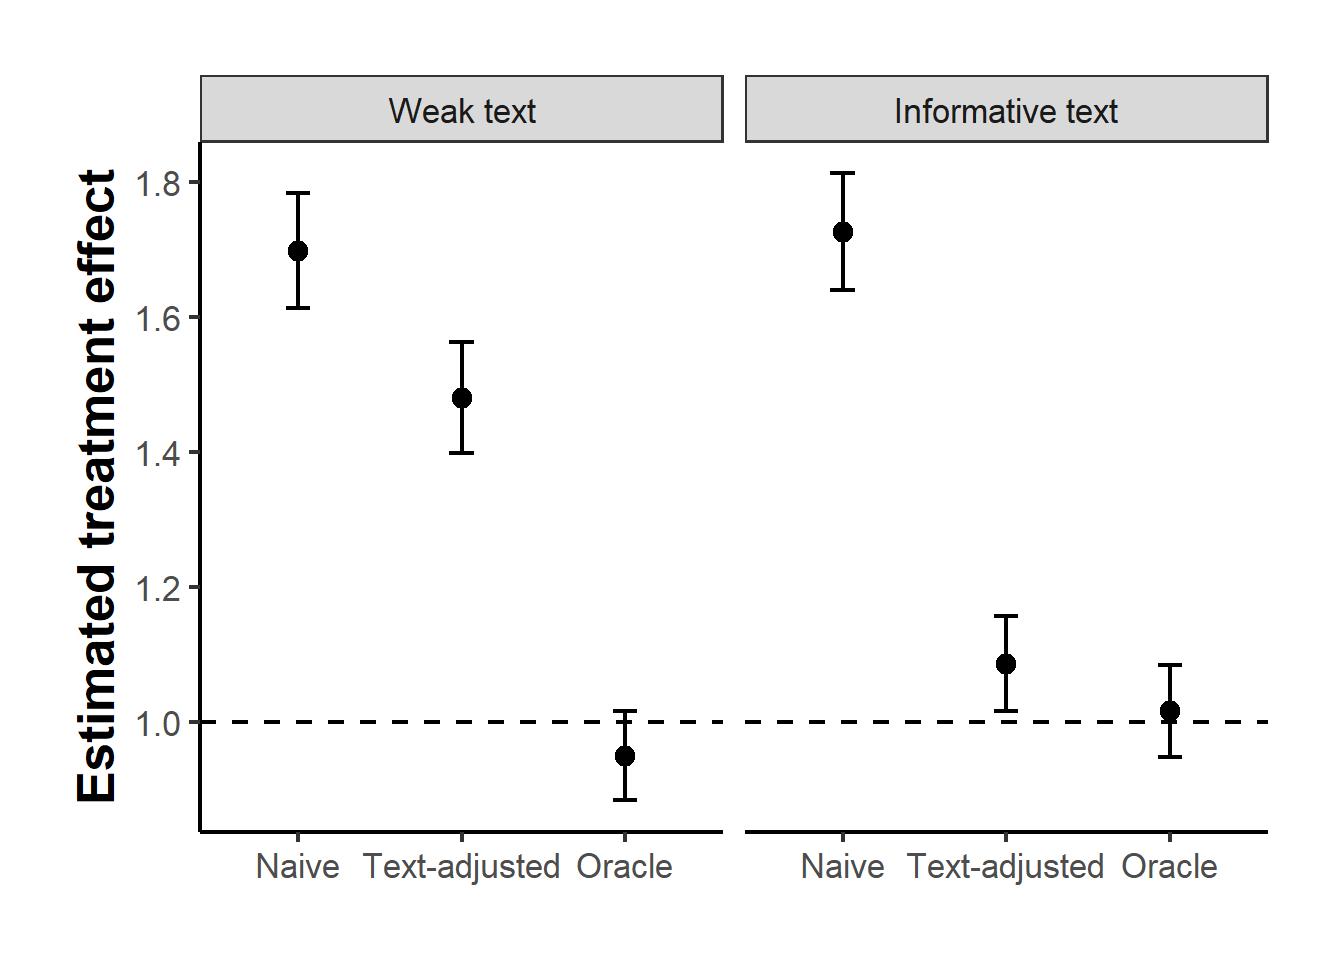 Weak text
Informative text
Estimated treatment effect
1.8
1.6
1.4
1.2
1.0
Naive Text-adjusted Oracle
Naive Text-adjusted Oracle